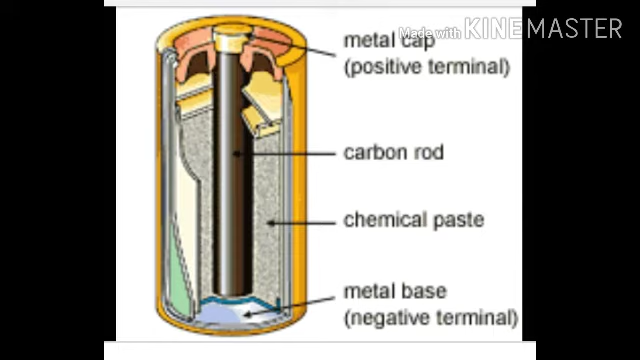 Made with KINEMASTER
metal cap
(positive terminal)
carbon rod
chemical paste
metal base
(negative terminal)